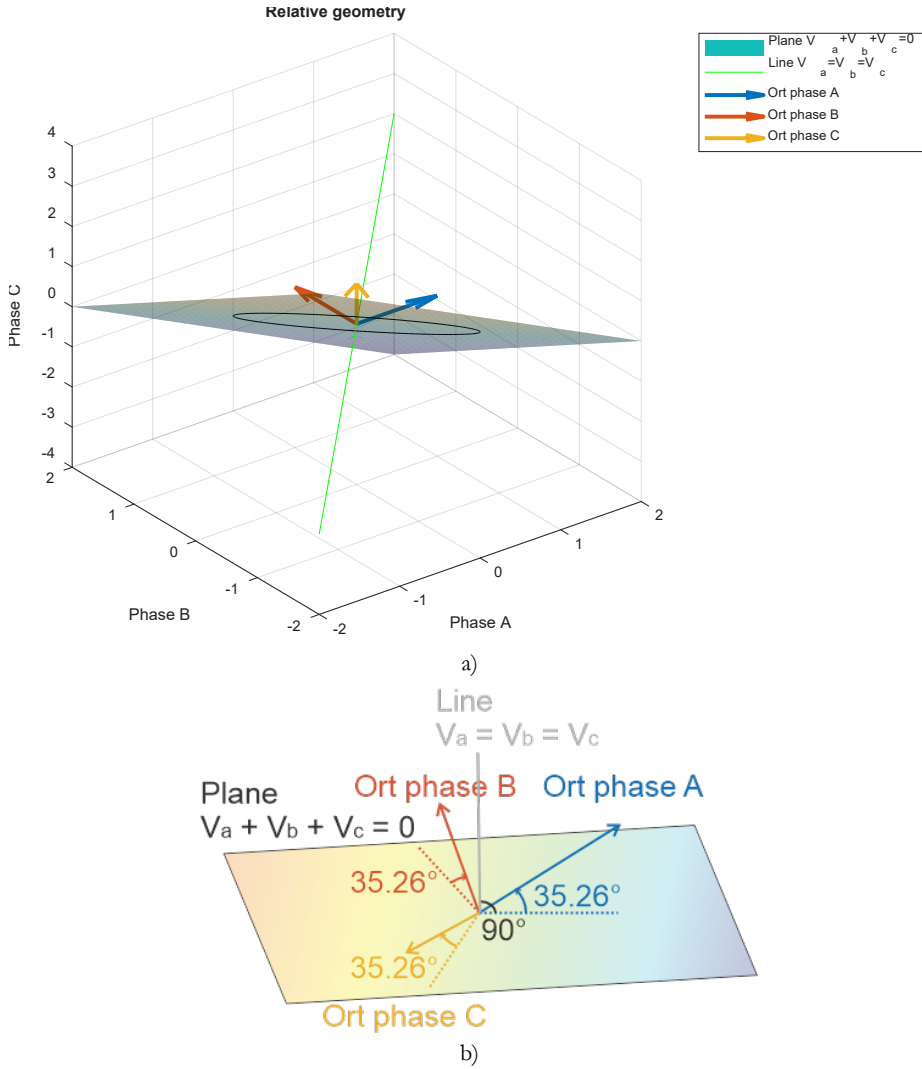 Relative geometry
Plane V a+V b+V c=0
Line V a=V b=V c
Ort phase A
Ort phase B
Ort phase C
4
3
2
1
0
-1
-2
-3
-4
Phase C
2
1
0
-1
-2
Phase B
-2
-1
0
1
2
Phase A
a)
Line
Va = Vb = Vc
Plane
Va + Vb + Vc = 0
Ort phase B
Ort phase A
35.26°
35.26°
90°
35.26°
Ort phase C
b)